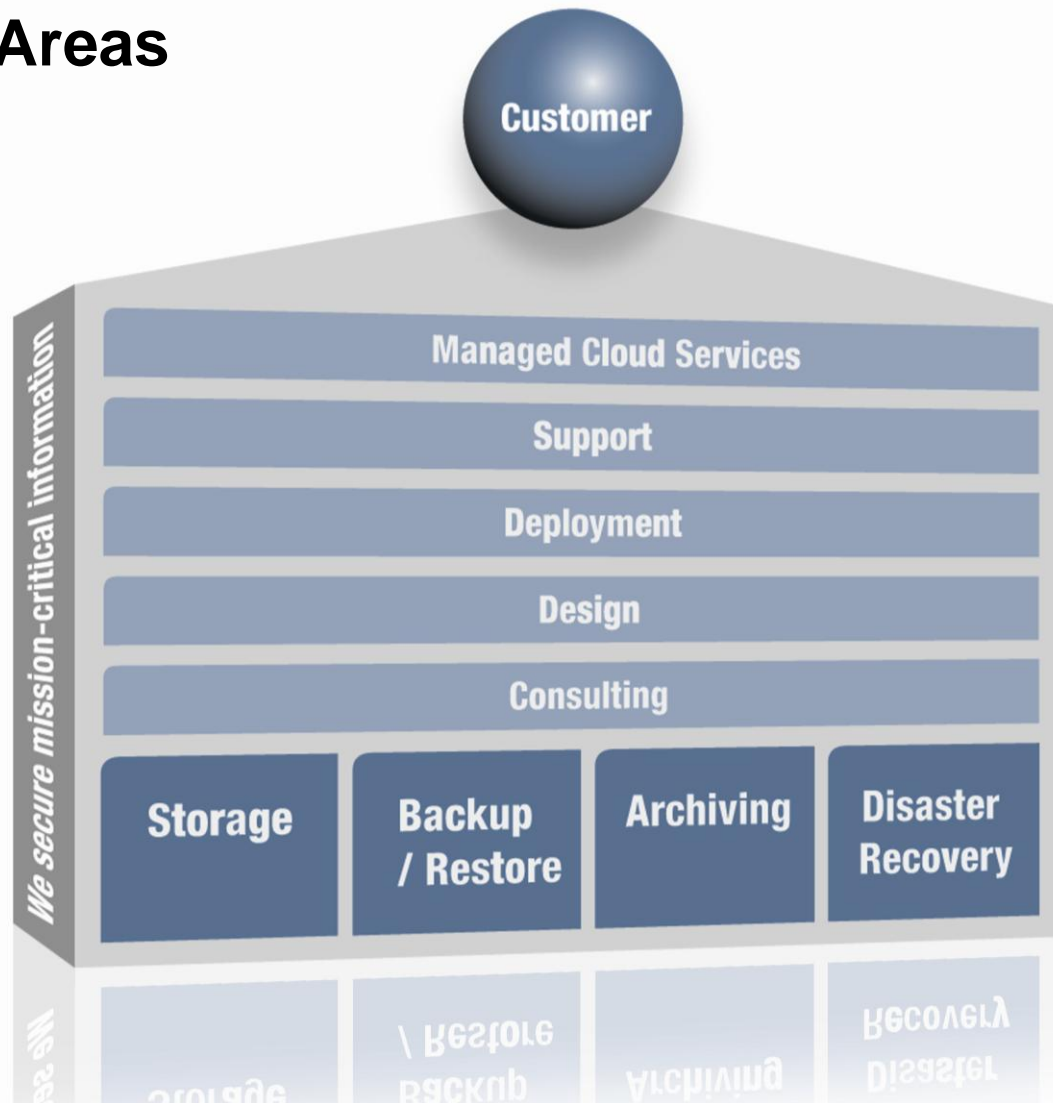 Areas
Customer
We secure mission-critical information
Managed Cloud Services
Support
Deployment
Design
Consulting
Storage
Backup
/ Restore
Archiving
Disaster
Recovery